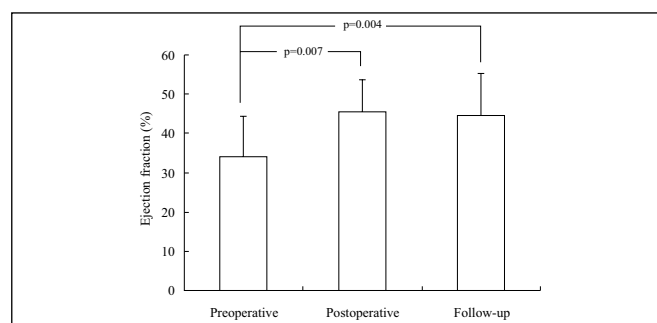 p=0.004
p=0.007
60
50
40
30
20
10
0
Ejection fraction (%)
Preoperative Postoperative Follow-up